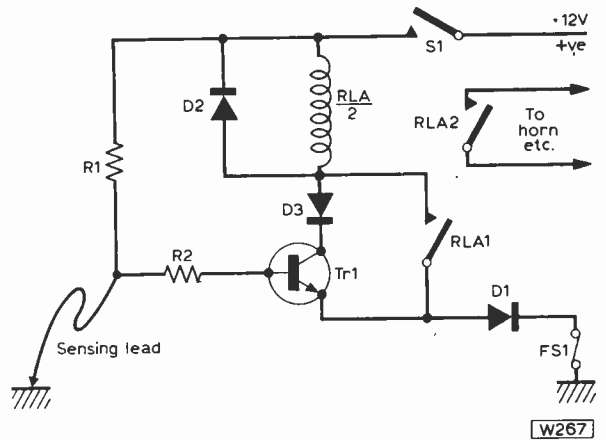 +12V
+ve
S1
D2
RLA
2
RLA2
To
horn
etc.
R1
D3
RLA1
R2
Tr1
D1
Sensing lead
FS1
W267